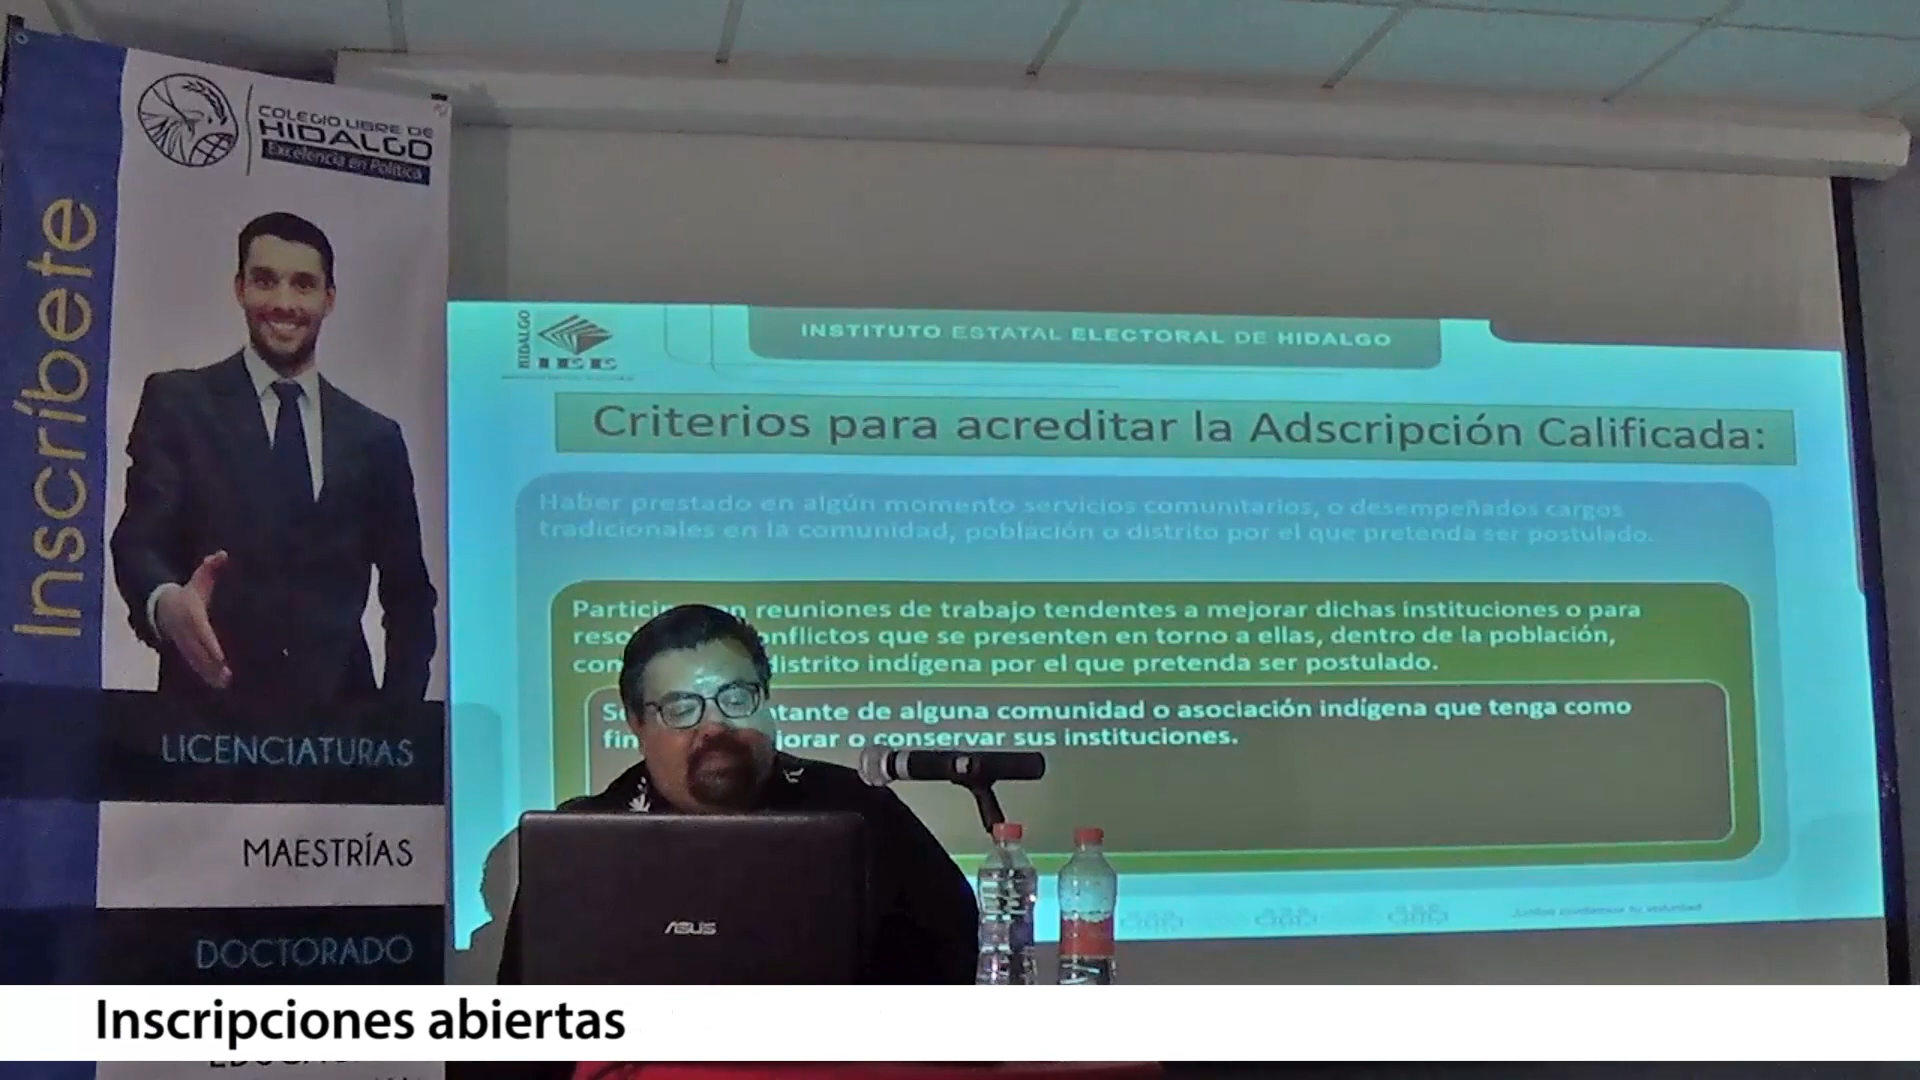 COLEGIO LIBRE DE
HIDALGO
Excelencia en Política
Inscríbete
LICENCIATURAS
MAESTRÍAS
DOCTORADO
HIDALGO
IEE
INSTITUTO ESTATAL ELECTORAL DE HIDALGO
Criterios para acreditar la Adscripción Calificada:
Haber prestado en algún momento servicios comunitarios, o desempeñados cargos
tradicionales en la comunidad, población o distrito por el que pretenda ser postulado.
reuniones de trabajo tendentes a mejorar dichas instituciones o para
que se presenten en torno a ellas, dentro de la población,
distrito indígena por el que pretenda ser postulado.
de alguna comunidad o asociación indígena que tenga como
o conservar sus instituciones.
ASUS
Inscripciones abiertas